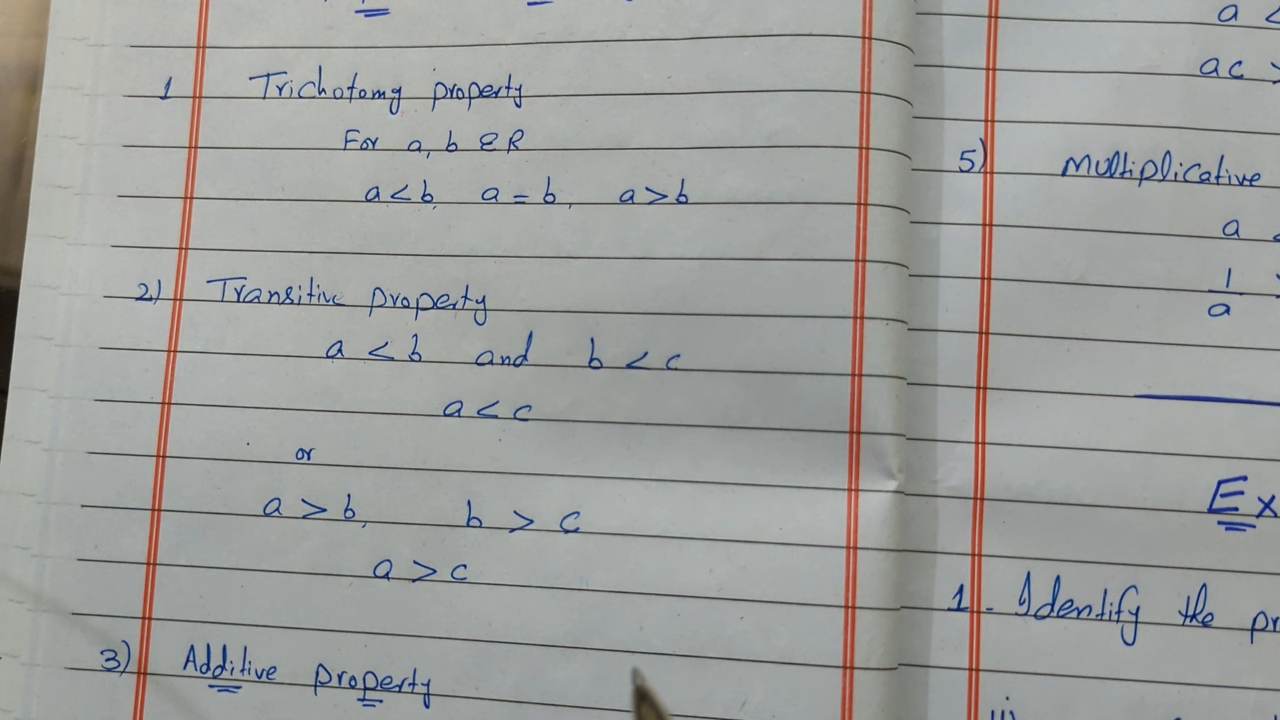 1 Trichotomy property
For a, b ∈ R
a < b, a = b, a > b
2) Transitive property
a < b and b < c
a < c
or
a > b, b > c
a > c
3) Additive property
a <
ac >
5) Multiplicative
a
1
a
Ex
1. Identify the pr